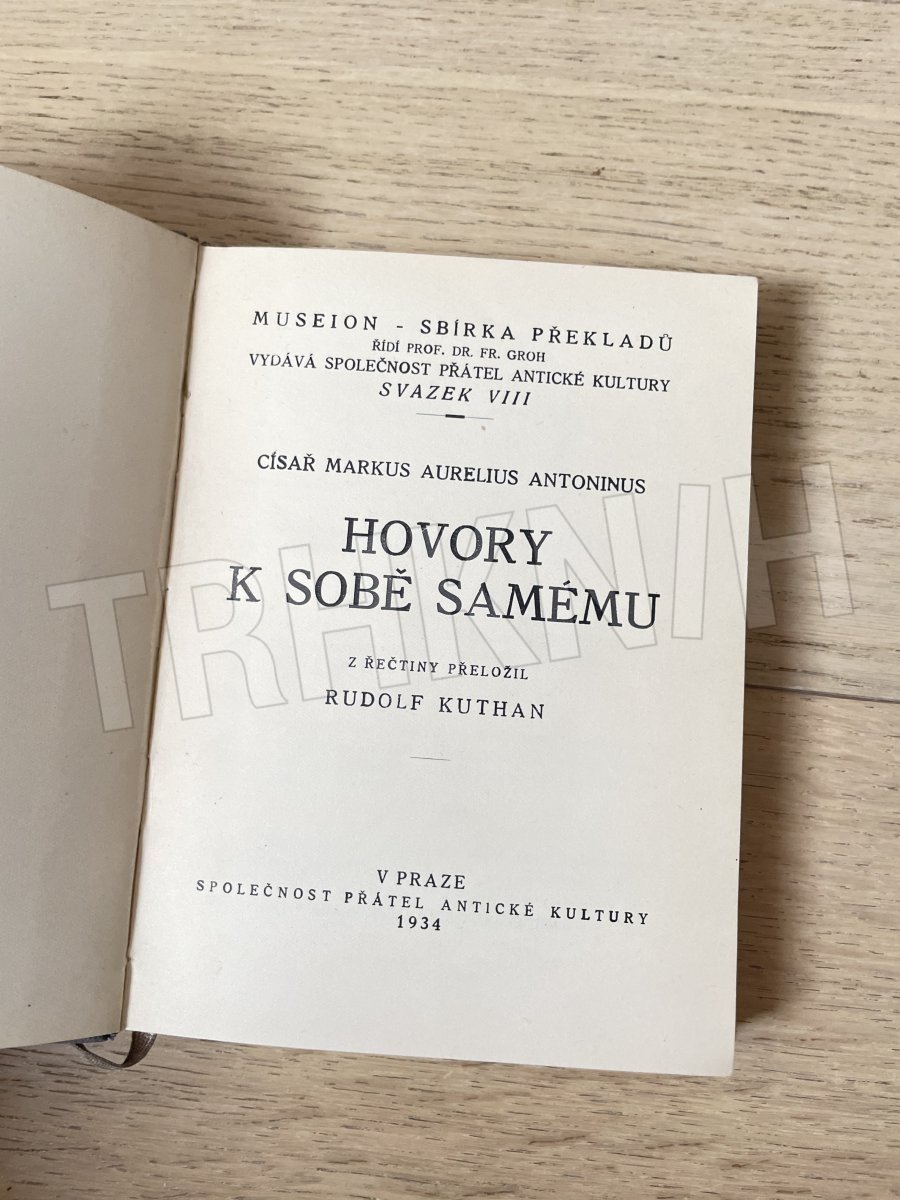 MUSEION - SBÍRKA PŘEKLADŮ
ŘÍDÍ PROF. DR. FR. GROH
VYDÁVÁ SPOLEČNOST PŘÁTEL ANTICKÉ KULTURY
SVAZEK VIII
CÍSAŘ MARKUS AURELIUS ANTONINUS
HOVORY
K SOBĚ SAMÉMU
TRHKNIH
Z ŘEČTINY PŘELOŽIL
RUDOLF KUTHAN
V PRAZE
SPOLEČNOST PŘÁTEL ANTICKÉ KULTURY
1934